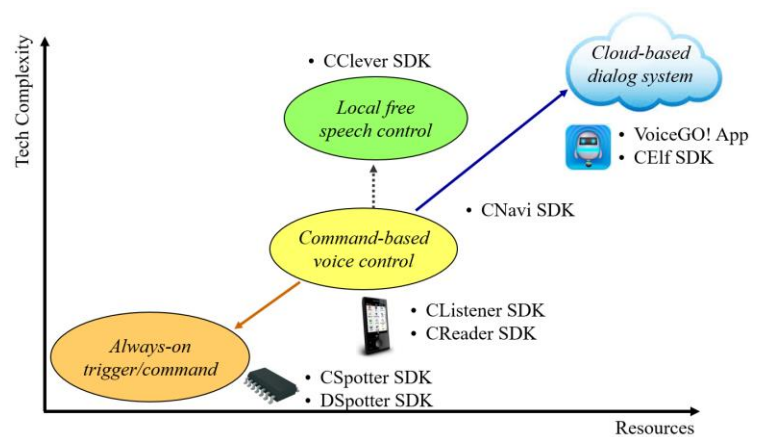 Tech Complexity
• CClever SDK
Local free
speech control
Cloud-based
dialog system
• VoiceGO! App
• CElf SDK
• CNavi SDK
Command-based
voice control
• CListener SDK
• CReader SDK
Always-on
trigger/command
• CSpotter SDK
• DSpotter SDK
Resources